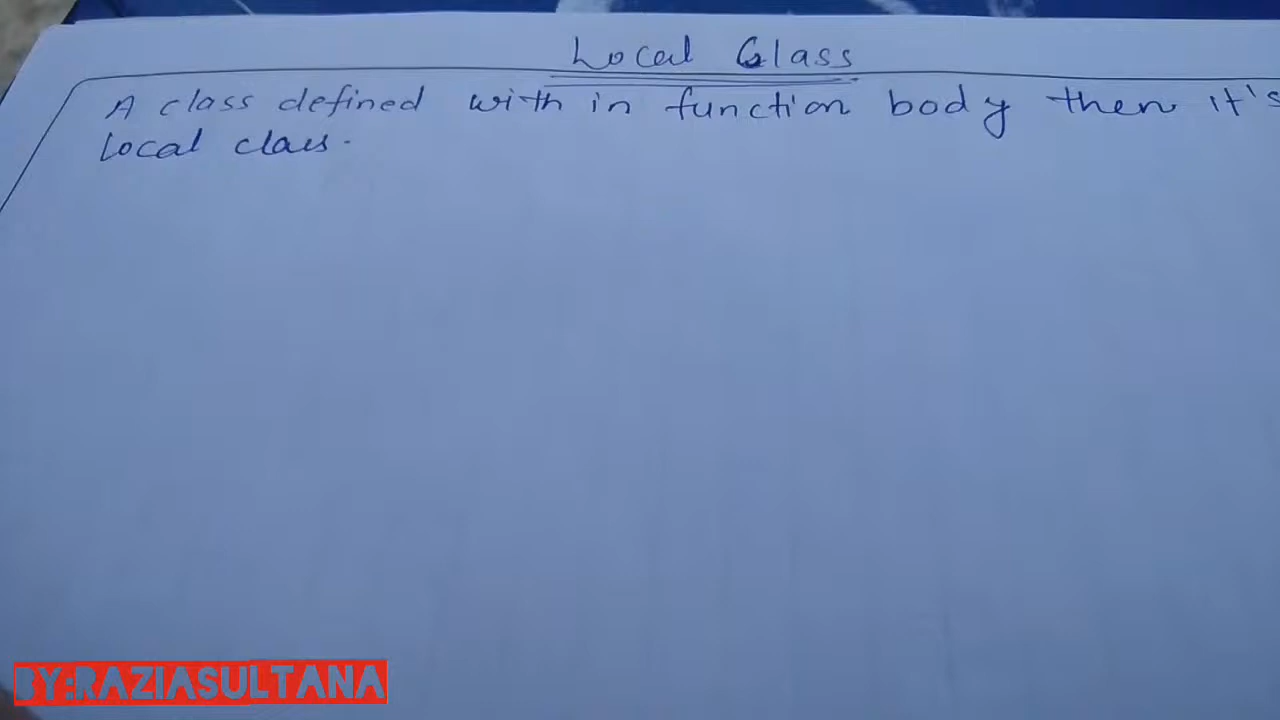 Local Class
A class defined with in function body then it's
local class.
BY:RAZIASULTANA